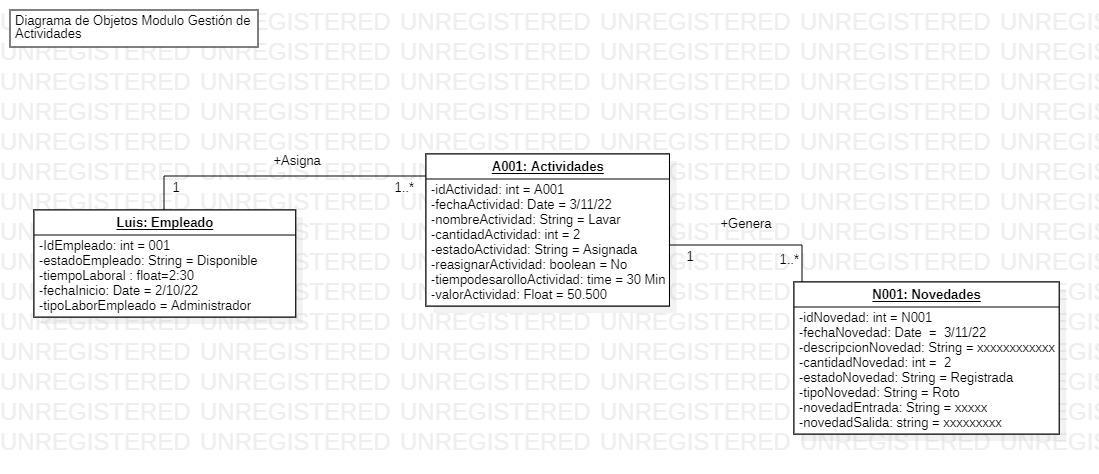 Diagrama de Objetos Modulo Gestión de
Actividades
+Asigna
1
1..*
Luis: Empleado
-IdEmpleado: int = 001
-estadoEmpleado: String = Disponible
-tiempoLaboral : float=2:30
-fechaInicio: Date = 2/10/22
-tipoLaborEmpleado = Administrador
A001: Actividades
-idActividad: int = A001
-fechaActividad: Date = 3/11/22
-nombreActividad: String = Lavar
-cantidadActividad: int = 2
-estadoActividad: String = Asignada
-reasignarActividad: boolean = No
-tiempodesarolloActividad: time = 30 Min
-valorActividad: Float = 50.500
+Genera
1
1..*
N001: Novedades
-idNovedad: int = N001
-fechaNovedad: Date  =  3/11/22
-descripcionNovedad: String = xxxxxxxxxxxx
-cantidadNovedad: int =  2
-estadoNovedad: String = Registrada
-tipoNovedad: String = Roto
-novedadEntrada: String = xxxxx
-novedadSalida: string = xxxxxxxxx
UNREGISTERED